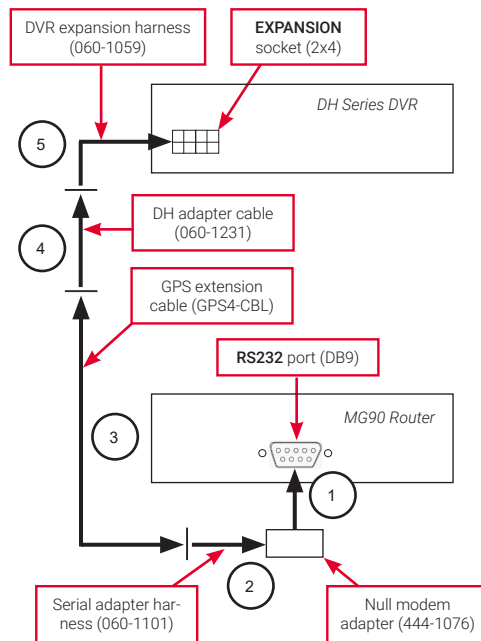 DVR expansion harness
(060-1059)
EXPANSION
socket (2x4)
DH Series DVR
5
DH adapter cable
(060-1231)
4
GPS extension
cable (GPS4-CBL)
RS232 port (DB9)
MG90 Router
3
1
2
Serial adapter har-
ness (060-1101)
Null modem
adapter (444-1076)